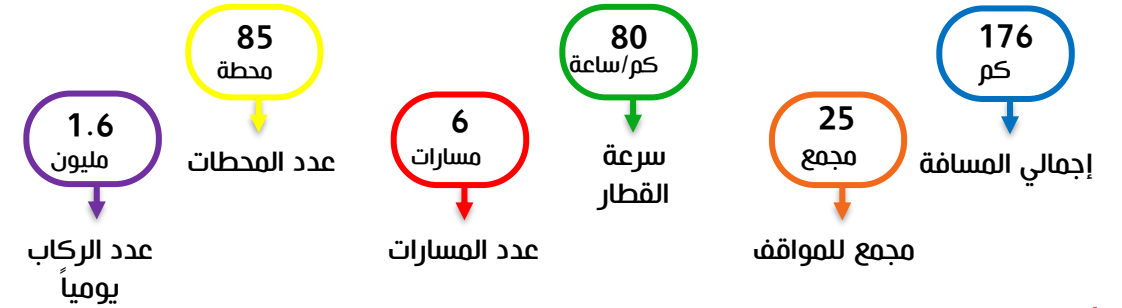 176
كم
إجمالي المسافة
25
مجمع
مجمع للمواقف
80
كم/ساعة
سرعة
القطار
6
مسارات
عدد المسارات
85
محطة
عدد المحطات
1.6
مليون
عدد الركاب
يومياً